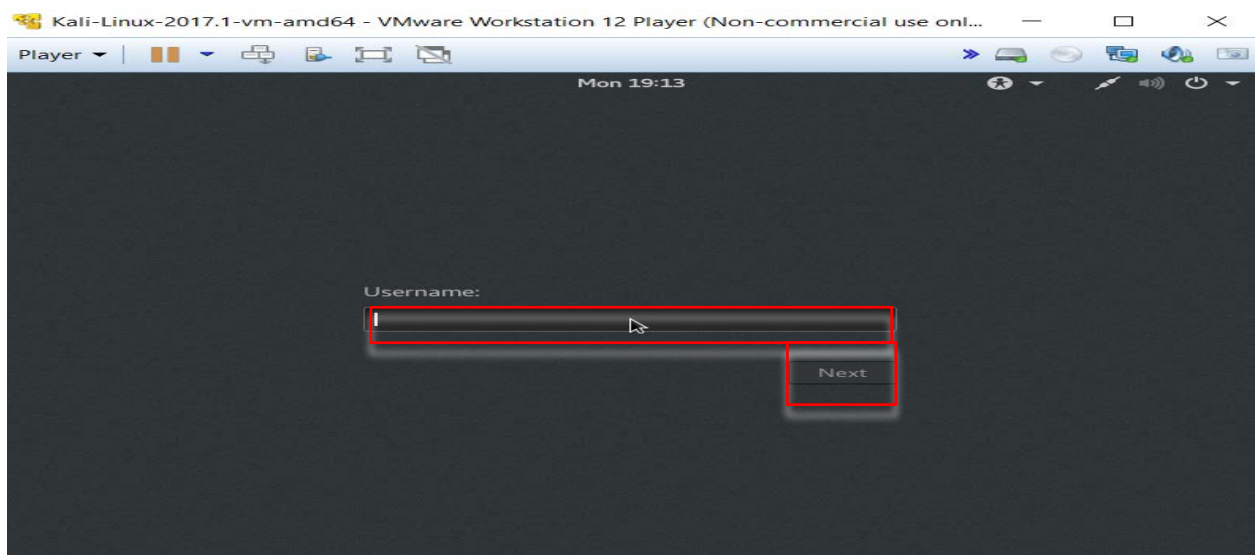 Kali-Linux-2017.1-vm-amd64 - VMware Workstation 12 Player (Non-commercial use onl...
Player
Mon 19:13
Username:
Next